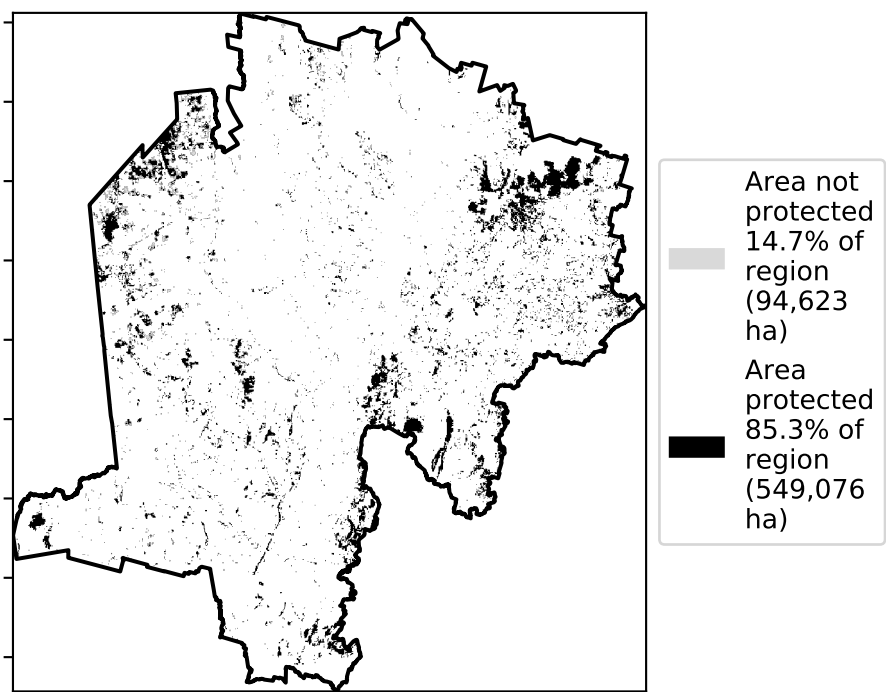 Area not
protected
14.7% of
region
(94,623
ha)
Area
protected
85.3% of
region
(549,076
ha)